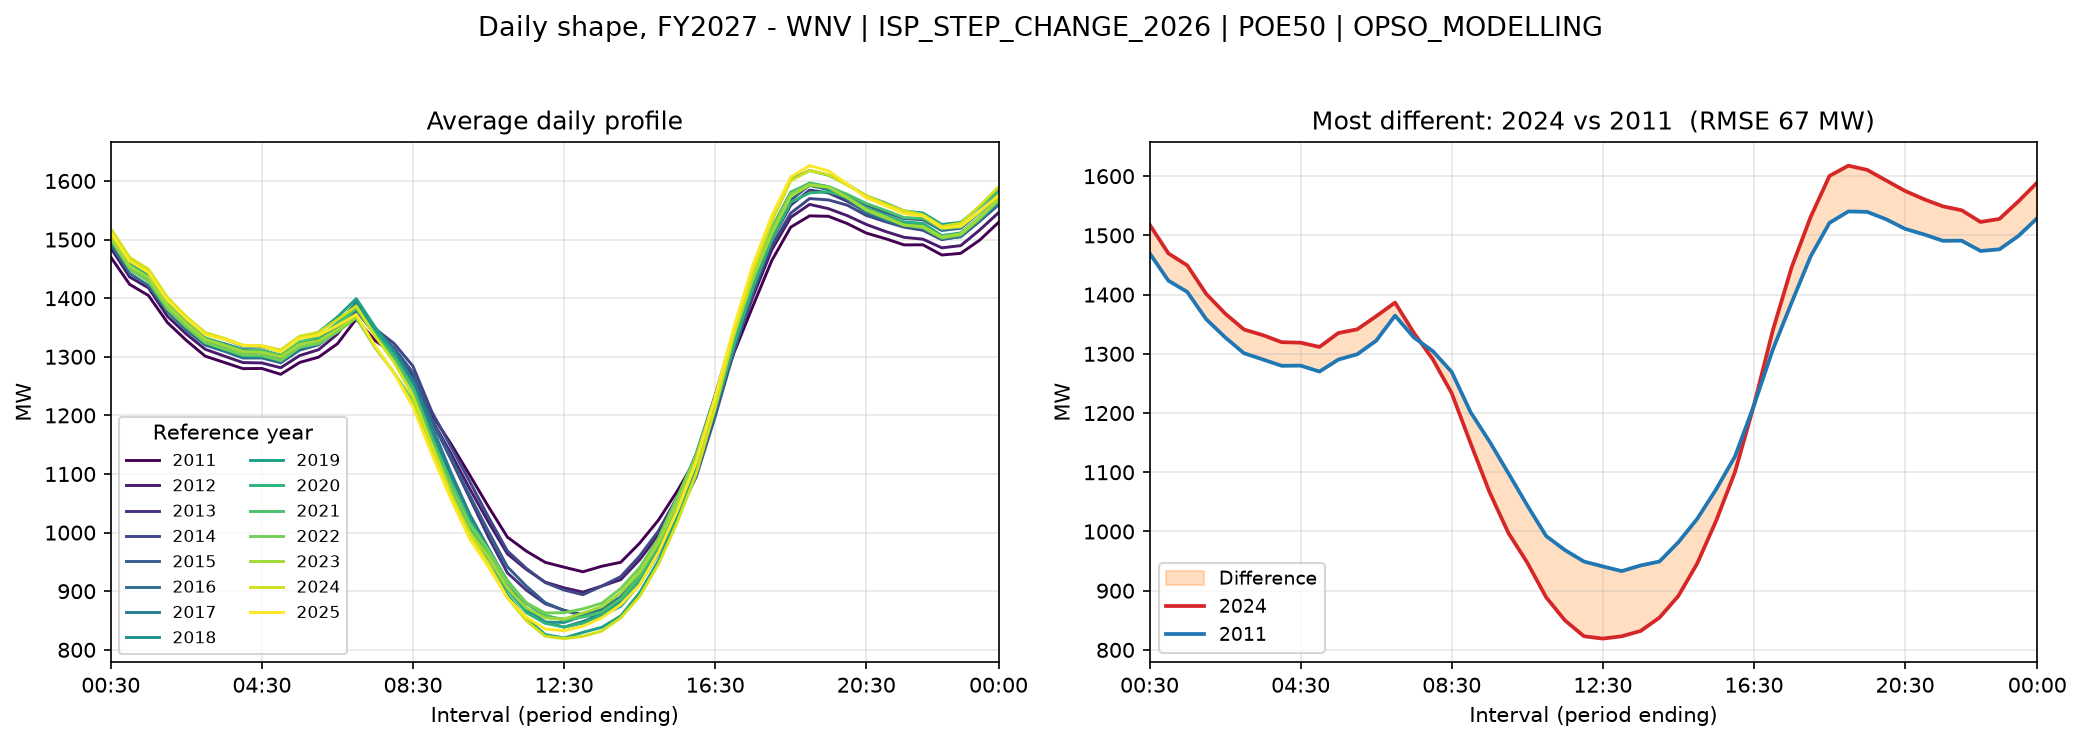 Daily shape, FY2027 - WNV | ISP_STEP_CHANGE_2026 | POE50 | OPSO_MODELLING
Average daily profile
MW
1600
1500
1400
1300
1200
1100
1000
900
800
Reference year
2011 2019
2012 2020
2013 2021
2014 2022
2015 2023
2016 2024
2017 2025
2018
00:30 04:30 08:30 12:30 16:30 20:30 00:00
Interval (period ending)
Most different: 2024 vs 2011 (RMSE 67 MW)
MW
1600
1500
1400
1300
1200
1100
1000
900
800
Difference
2024
2011
00:30 04:30 08:30 12:30 16:30 20:30 00:00
Interval (period ending)